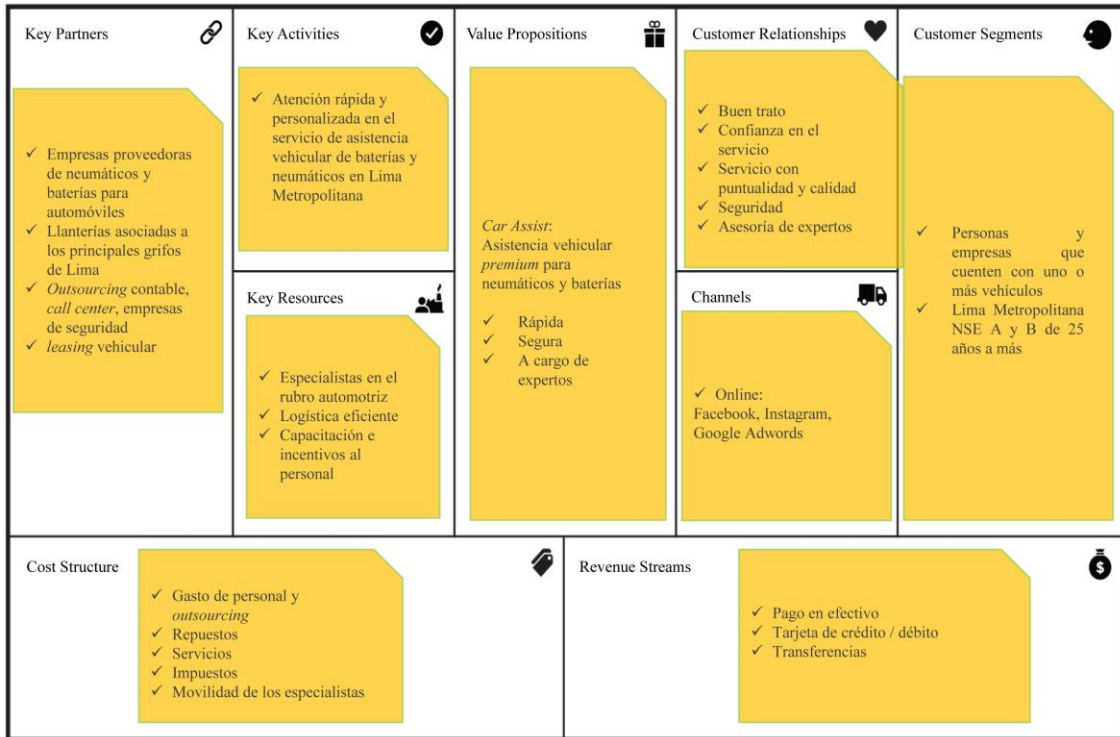 Key Partners
✓ Empresas proveedoras
de neumáticos y
baterías para
automóviles
✓ Llanterías asociadas a
los principales grifos
de Lima
✓ Outsourcing contable,
call center, empresas
de seguridad
✓ leasing vehicular
Key Activities
✓ Atención rápida y
personalizada en el
servicio de asistencia
vehicular de baterías y
neumáticos en Lima
Metropolitana
Key Resources
✓ Especialistas en el
rubro automotriz
✓ Logística eficiente
✓ Capacitación e
incentivos al
personal
Value Propositions
Car Assist:
Asistencia vehicular
premium para
neumáticos y baterías
✓ Rápida
✓ Segura
✓ A cargo de
expertos
Customer Relationships
✓ Buen trato
✓ Confianza en el
servicio
✓ Servicio con
puntualidad y calidad
✓ Seguridad
✓ Asesoría de expertos
Channels
✓ Online:
Facebook, Instagram,
Google Adwords
Customer Segments
✓ Personas y
empresas que
cuenten con uno o
más vehículos
✓ Lima Metropolitana
NSE A y B de 25
años a más
Cost Structure
✓ Gasto de personal y
outsourcing
✓ Repuestos
✓ Servicios
✓ Impuestos
✓ Movilidad de los especialistas
Revenue Streams
$
✓ Pago en efectivo
✓ Tarjeta de crédito / débito
✓ Transferencias